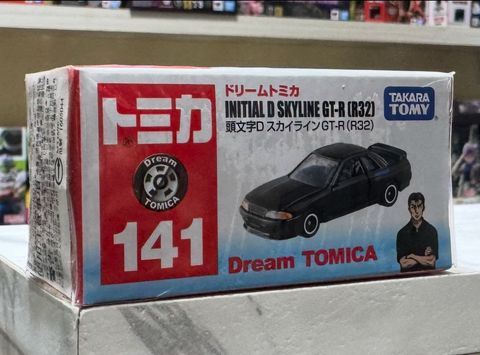 トミカ
Dream
TOMICA
141
ドリームトミカ
INITIAL D SKYLINE GT-R (R32)
頭文字D スカイラインGT-R (R32)
TAKARA
TOMY
Dream TOMICA